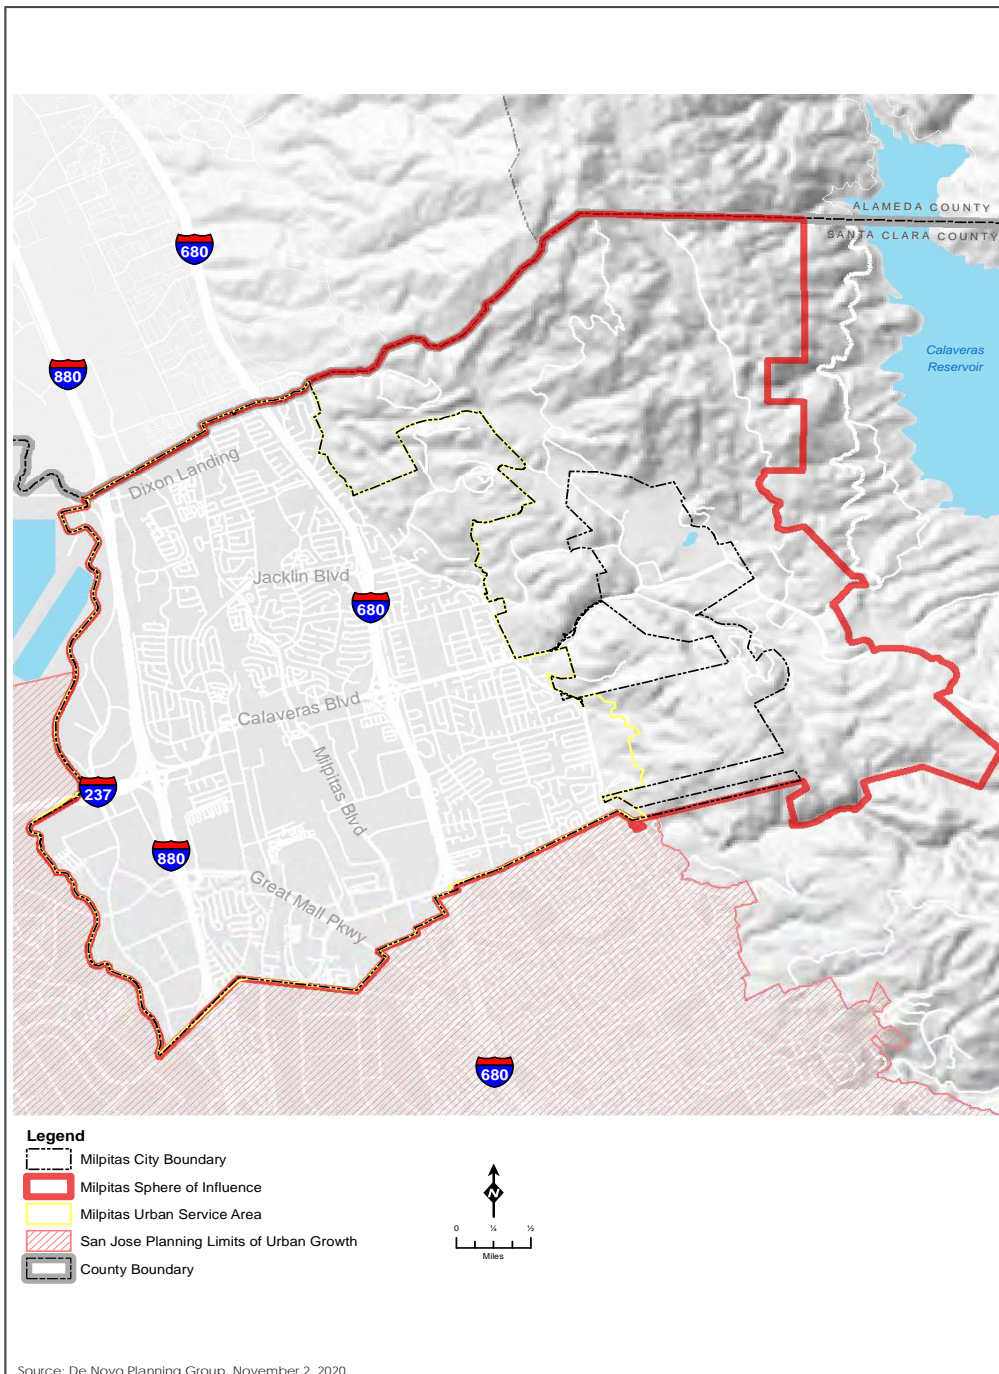 ALAMEDA COUNTY
SANTA CLARA COUNTY
680
880
Calaveras
Reservoir
Dixon Landing
Jacklin Blvd
680
Calaveras Blvd
Milpitas Blvd
237
880
Great Mall Pkwy
680
Legend
Milpitas City Boundary
Milpitas Sphere of Influence
Milpitas Urban Service Area
San Jose Planning Limits of Urban Growth
County Boundary
N
0 ¼ ½
Miles
Source: De Novo Planning Group, November 2, 2020